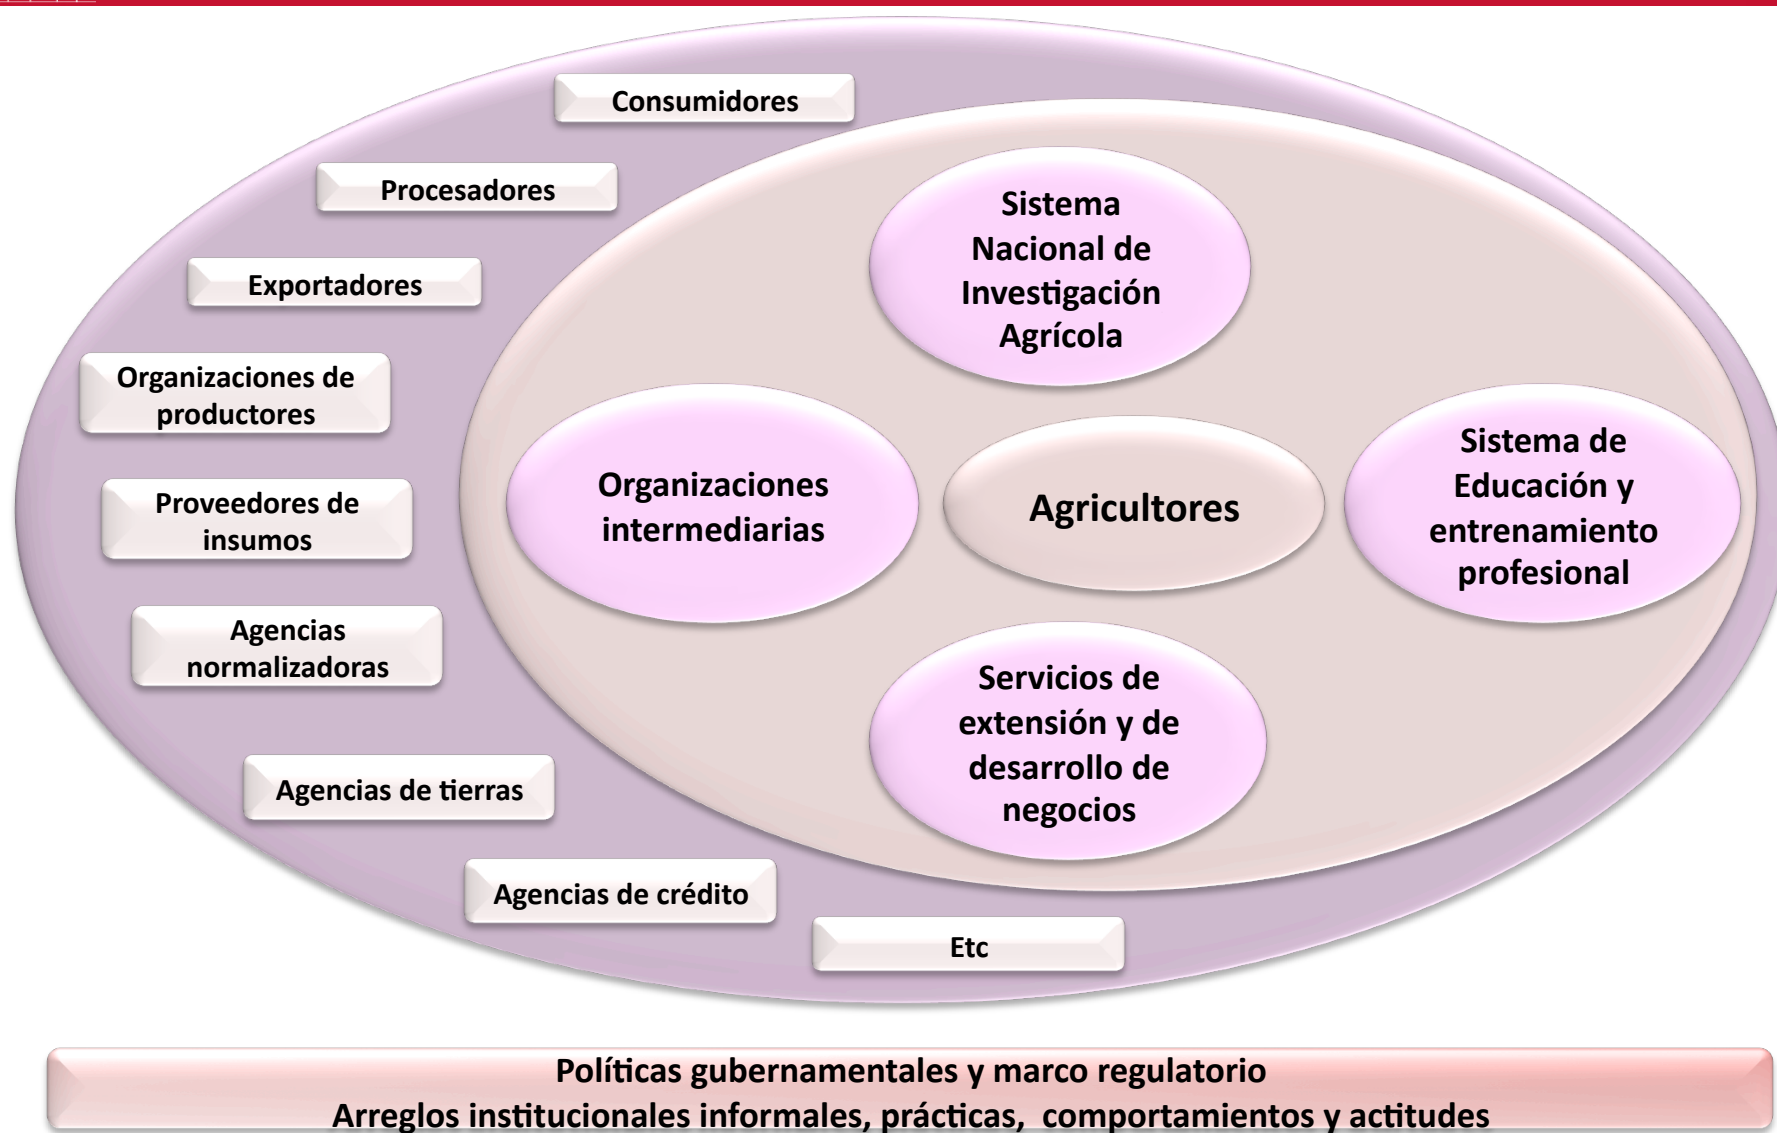 Consumidores
Procesadores
Exportadores
Organizaciones de
productores
Proveedores de
insumos
Agencias
normalizadoras
Agencias de tierras
Agencias de crédito
Etc
Sistema
Nacional de
Investigación
Agrícola
Organizaciones
intermediarias
Agricultores
Sistema de
Educación y
entrenamiento
profesional
Servicios de
extensión y de
desarrollo de
negocios
Políticas gubernamentales y marco regulatorio
Arreglos institucionales informales, prácticas, comportamientos y actitudes